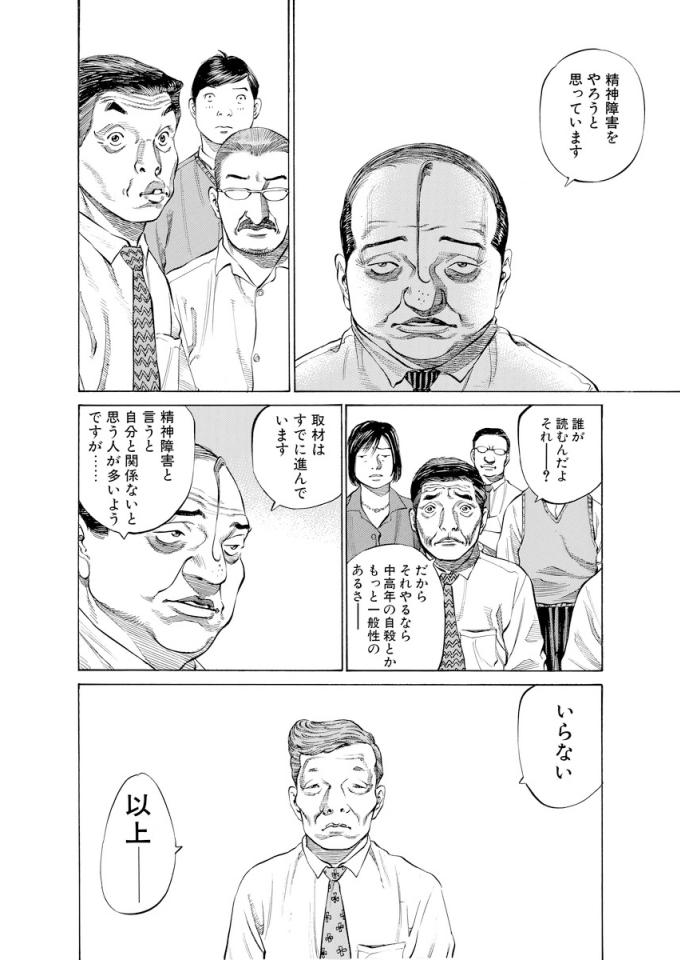 精神障害を
やろうと
思っています
誰が
読むんだよ
それ――?
だから
それやるなら
中高年の自殺とか
もっと一般性の
あるさ――
取材は
すでに進んで
います
精神障害と
言うと
自分と関係ないと
思う人が多いよう
ですが……
いらない
以上――